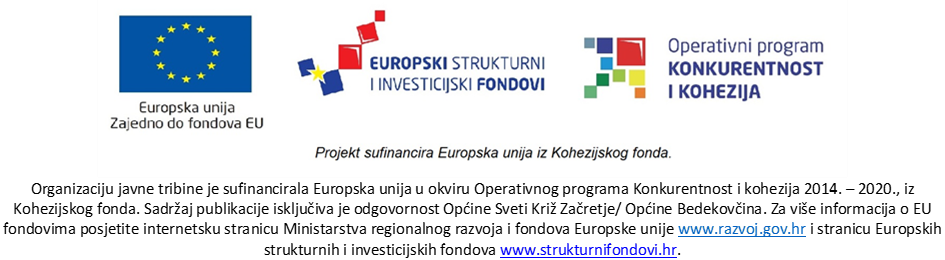 Europska unija
Zajedno do fondova EU
EUROPSKI STRUKTURNI
I INVESTICIJSKI FONDOVI
Operativni program
KONKURENTNOST
I KOHEZIJA
Projekt sufinancira Europska unija iz Kohezijskog fonda.
Organizaciju javne tribine je sufinancirala Europska unija u okviru Operativnog programa Konkurentnost i kohezija 2014. – 2020., iz
Kohezijskog fonda. Sadržaj publikacije isključiva je odgovornost Općine Sveti Križ Začretje/ Općine Bedekovčina. Za više informacija o EU
fondovima posjetite internetsku stranicu Ministarstva regionalnog razvoja i fondova Europske unije www.razvoj.gov.hr i stranicu Europskih
strukturnih i investicijskih fondova www.strukturnifondovi.hr.